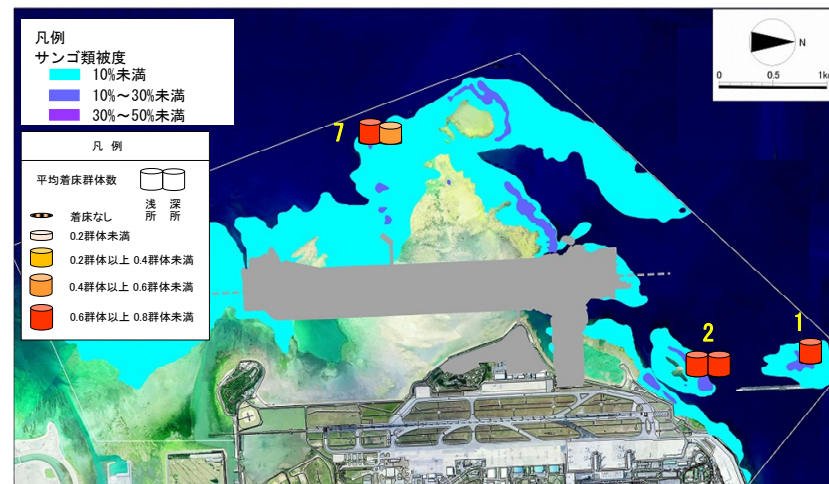 凡例
サンゴ類被度
10%未満
10%～30%未満
30%～50%未満
凡 例
平均着床群体数
浅所 深所
着床なし
0.2群体未満
0.2群体以上 0.4群体未満
0.4群体以上 0.6群体未満
0.6群体以上 0.8群体未満
N
0 0.5 1k
7
2
1